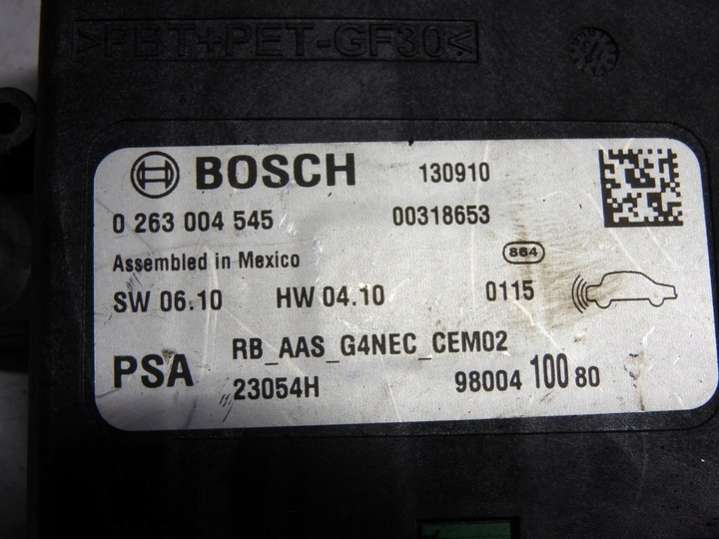 >PBT+PET-GF30<
BOSCH 130910
0 263 004 545 00318653
Assembled in Mexico 864
SW 06.10 HW 04.10 0115
PSA RB_AAS_G4NEC_CEM02
23054H 98004 100 80